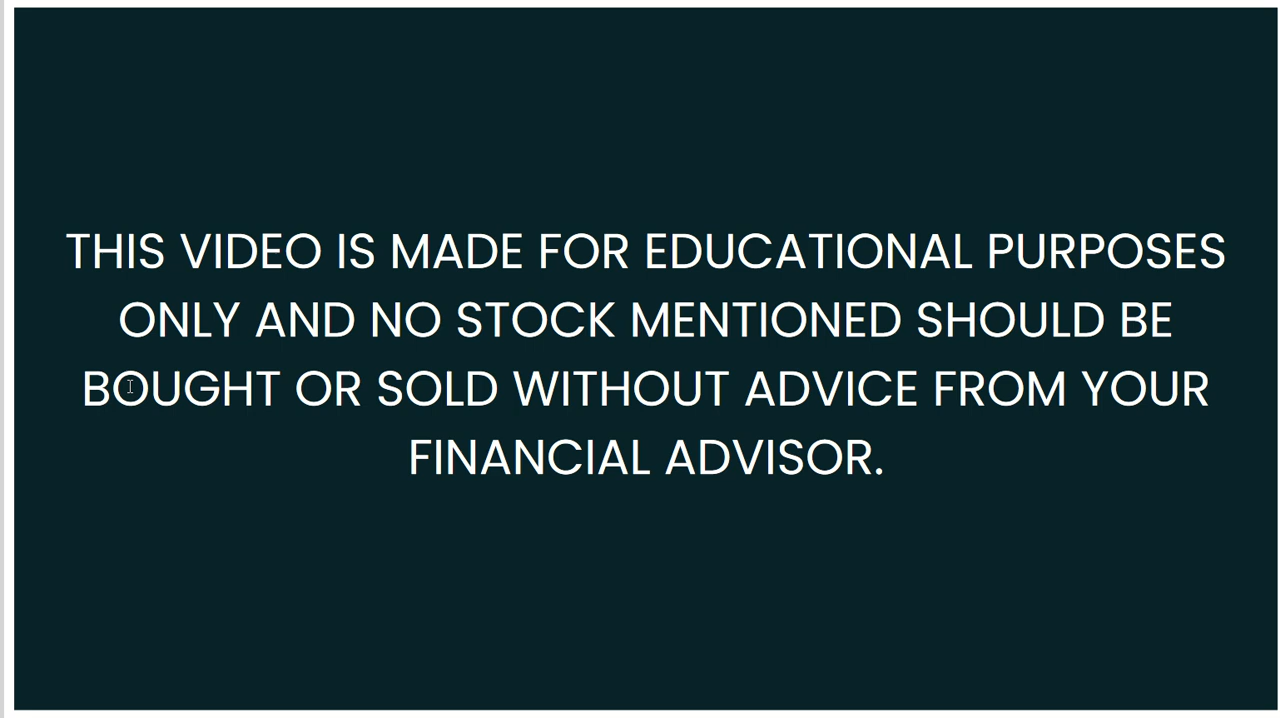 THIS VIDEO IS MADE FOR EDUCATIONAL PURPOSES
ONLY AND NO STOCK MENTIONED SHOULD BE
BOUGHT OR SOLD WITHOUT ADVICE FROM YOUR
FINANCIAL ADVISOR.